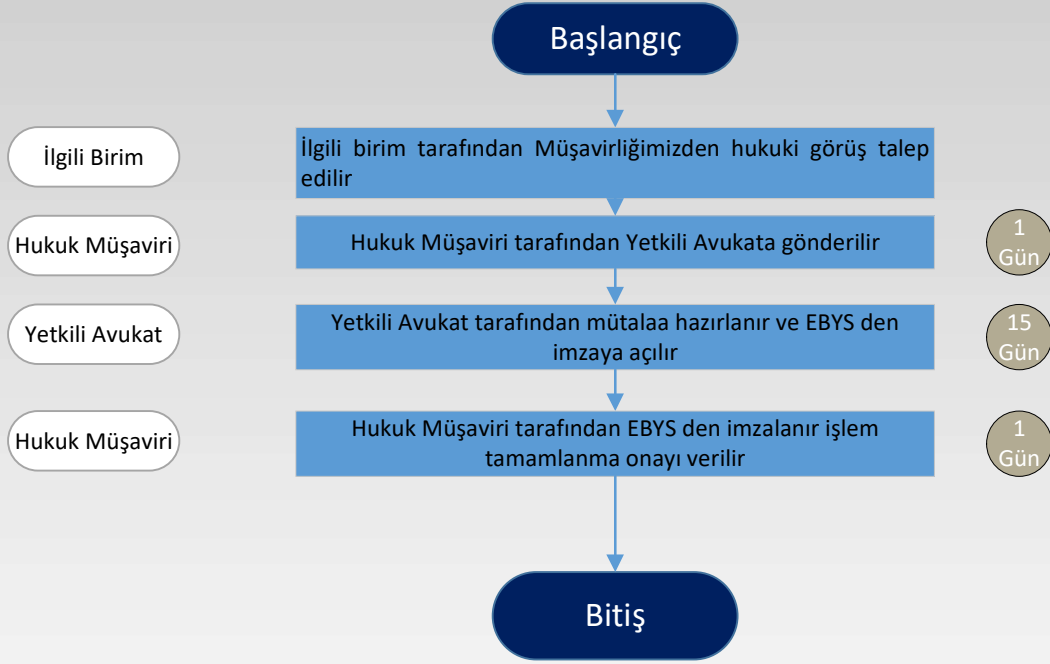 Başlangıç
İlgili Birim
İlgili birim tarafından Müşavirliğimizden hukuki görüş talep
edilir
Hukuk Müşaviri
Hukuk Müşaviri tarafından Yetkili Avukata gönderilir
1
Gün
Yetkili Avukat
Yetkili Avukat tarafından mütalaa hazırlanır ve EBYS den
imzaya açılır
15
Gün
Hukuk Müşaviri
Hukuk Müşaviri tarafından EBYS den imzalanır işlem
tamamlanma onayı verilir
1
Gün
Bitiş